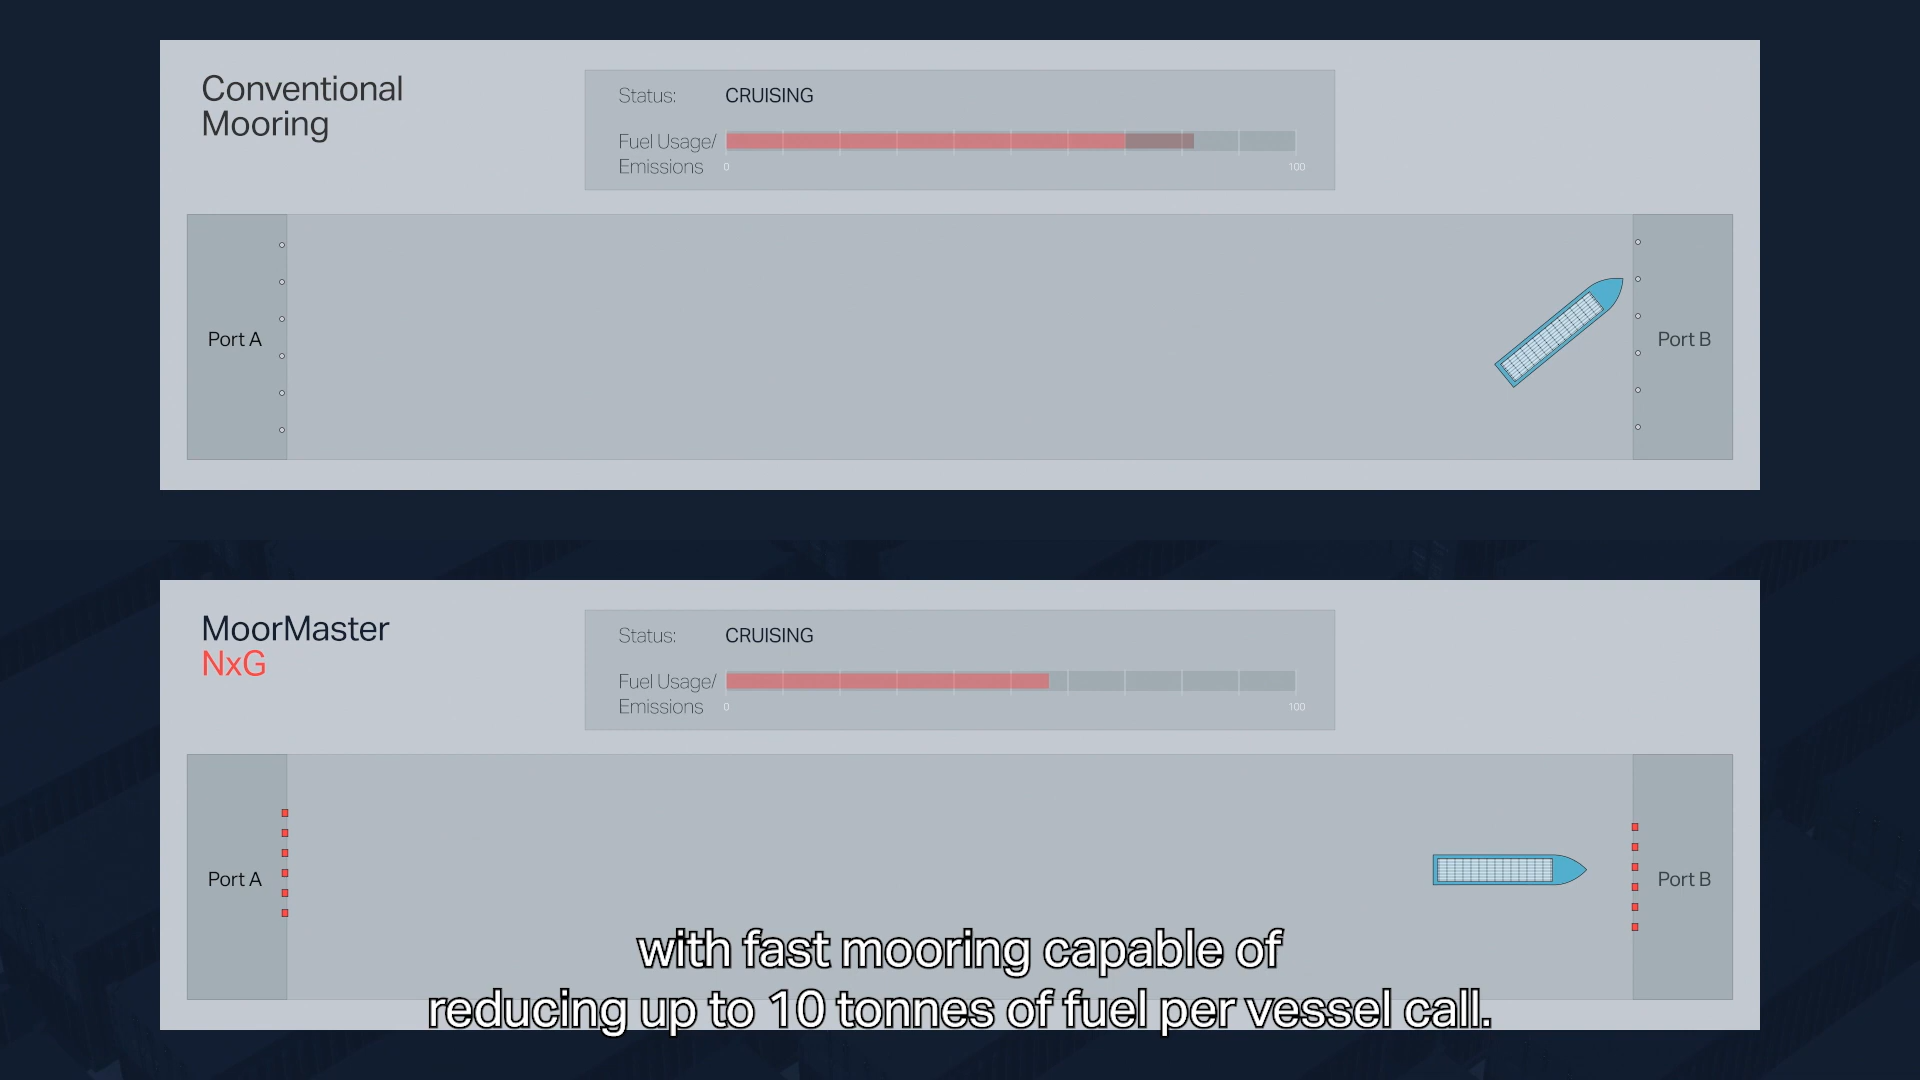 Conventional
Mooring
Status: CRUISING
Fuel Usage/
Emissions
0 100
Port A
Port B
MoorMaster
NxG
Status: CRUISING
Fuel Usage/
Emissions
0 100
Port A
Port B
with fast mooring capable of
reducing up to 10 tonnes of fuel per vessel call.